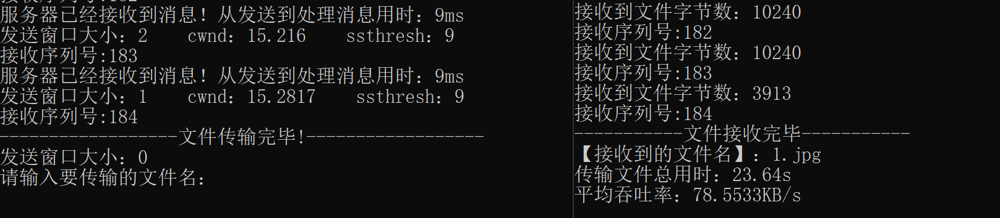 接收序列号:182
服务器已经接收到消息！从发送到处理消息用时：9ms
发送窗口大小：2    cwnd：15.216    ssthresh：9
接收序列号:183
服务器已经接收到消息！从发送到处理消息用时：9ms
发送窗口大小：1    cwnd：15.2817    ssthresh：9
接收序列号:184
------------------文件传输完毕!------------------
发送窗口大小：0
请输入要传输的文件名：
接收到文件字节数：10240
接收序列号:182
接收到文件字节数：10240
接收序列号:183
接收到文件字节数：3913
接收序列号:184
-----------文件接收完毕-----------
【接收到的文件名】：1.jpg
传输文件总用时：23.64s
平均吞吐率：78.5533KB/s